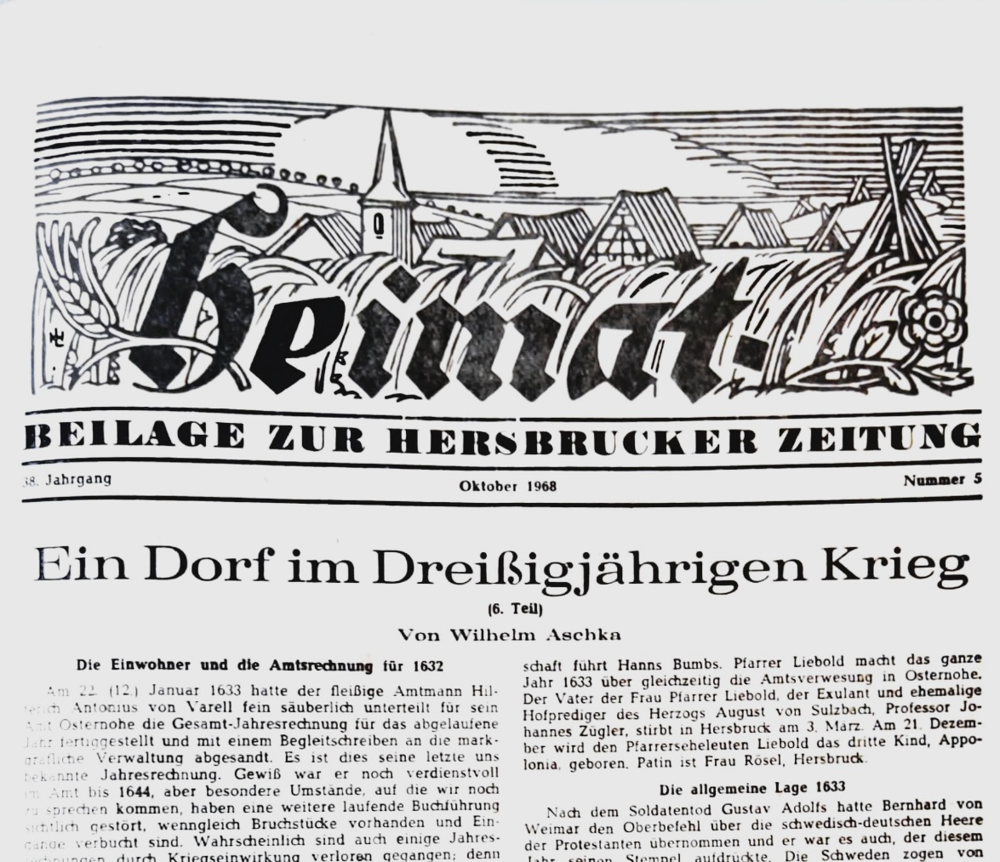 Heimat
BEILAGE ZUR HERSBRUCKER ZEITUNG
38. Jahrgang
Oktober 1968
Nummer 5
Ein Dorf im Dreißigjährigen Krieg
(6. Teil)
Von Wilhelm Aschka
Die Einwohner und die Amtsrechnung für 1632
Am 22. (12.) Januar 1633 hatte der fleißige Amtmann Hil-
Antonius von Varell fein säuberlich unterteilt für sein
Amt Osternohe die Gesamt-Jahresrechnung für das abgelaufene
Jahr fertiggestellt und mit einem Begleitschreiben an die mark-
gräfliche Verwaltung abgesandt. Es ist dies seine letzte uns
bekannte Jahresrechnung. Gewiß war er noch verdienstvoll
im Amt bis 1644, aber besondere Umstände, auf die wir noch
zu sprechen kommen, haben eine weitere laufende Buchführung
sichtlich gestört, wenngleich Bruchstücke vorhanden und Ein-
gänge verbucht sind. Wahrscheinlich sind auch einige Jahres-
rechnungen durch Kriegseinwirkung verloren gegangen; denn
schaft führt Hanns Bumbs. Pfarrer Liebold macht das ganze
Jahr 1633 über gleichzeitig die Amtsverwesung in Osternohe.
Der Vater der Frau Pfarrer Liebold, der Exulant und ehemalige
Hofprediger des Herzogs August von Sulzbach, Professor Jo-
hannes Zügler, stirbt in Hersbruck am 3. März. Am 21. Dezem-
ber wird den Pfarrerseheleuten Liebold das dritte Kind, Appo-
lonia, geboren. Patin ist Frau Rösel, Hersbruck.
Die allgemeine Lage 1633
Nach dem Soldatentod Gustav Adolfs hatte Bernhard von
Weimar den Oberbefehl über die schwedisch-deutschen Heere
der Protestanten übernommen und er war es auch, der diesem
Jahr seinen Stempel aufdrückte. Die Schweden zogen von